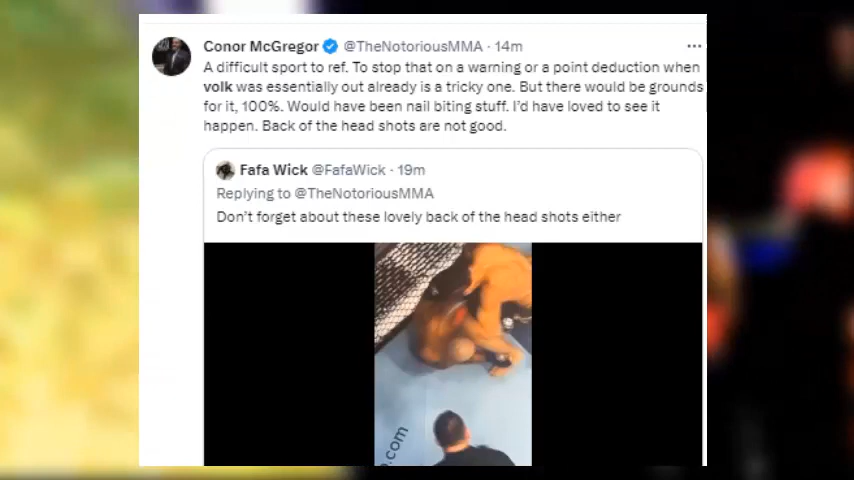 Conor McGregor @TheNotoriousMMA · 14m
A difficult sport to ref. To stop that on a warning or a point deduction when
volk was essentially out already is a tricky one. But there would be grounds
for it, 100%. Would have been nail biting stuff. I'd have loved to see it
happen. Back of the head shots are not good.
Fafa Wick @FafaWick · 19m
Replying to @TheNotoriousMMA
Don't forget about these lovely back of the head shots either
.com